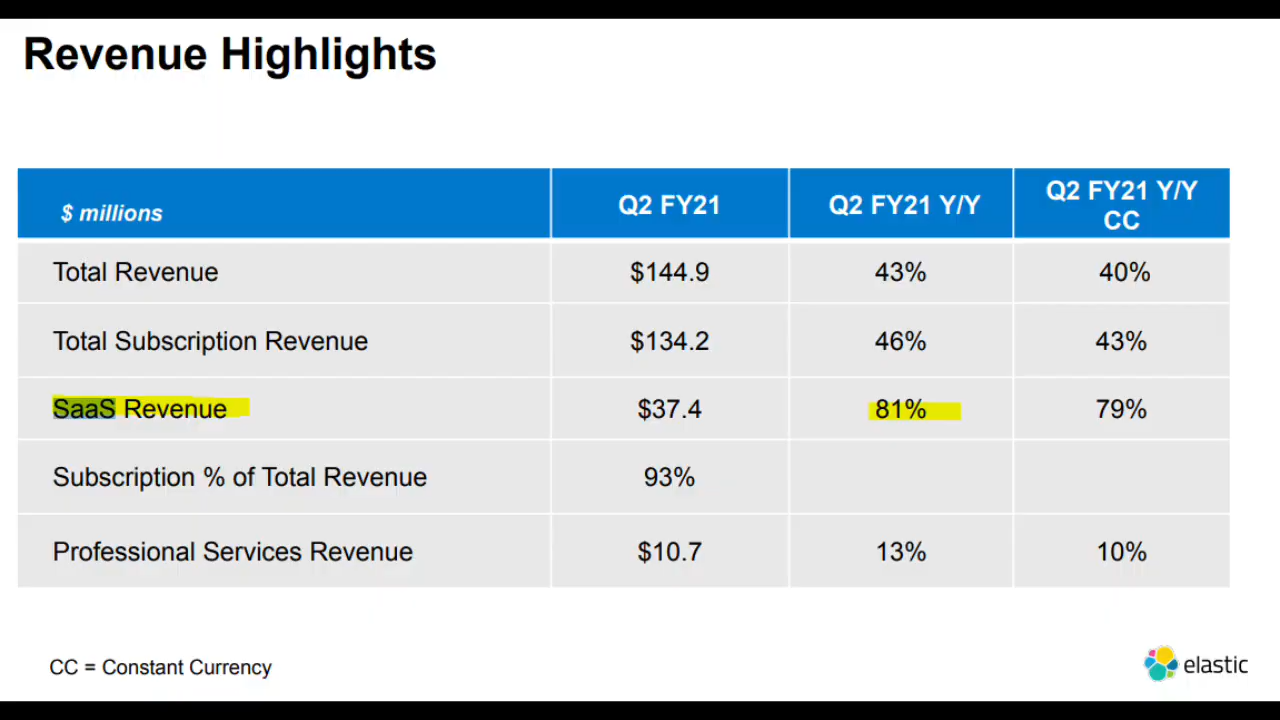 Revenue Highlights
$ millions Q2 FY21 Q2 FY21 Y/Y Q2 FY21 Y/Y
CC
Total Revenue $144.9 43% 40%
Total Subscription Revenue $134.2 46% 43%
SaaS Revenue $37.4 81% 79%
Subscription % of Total Revenue 93%
Professional Services Revenue $10.7 13% 10%
CC = Constant Currency
elastic